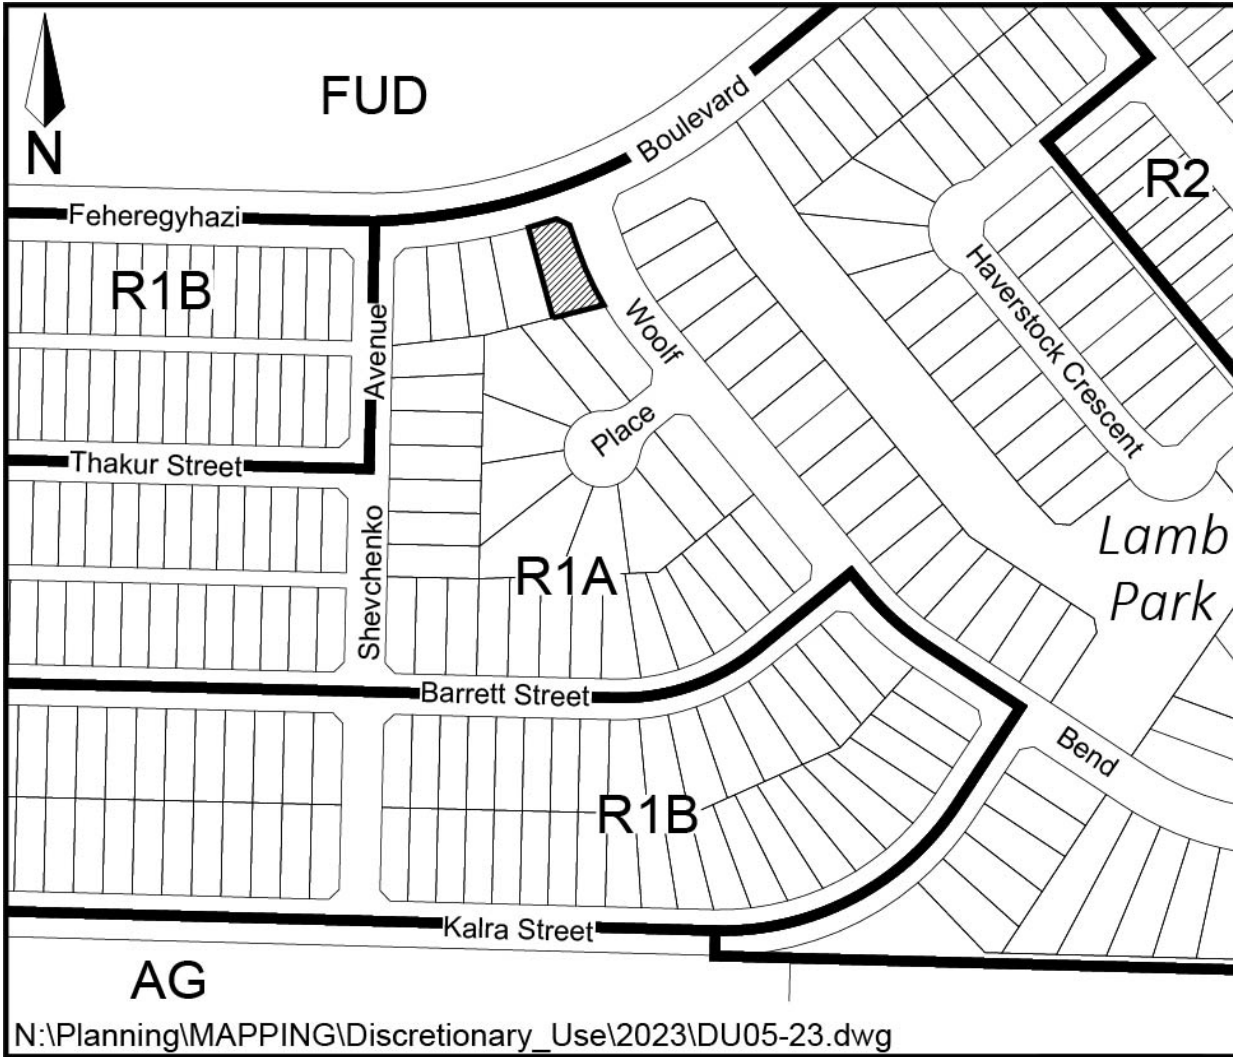 FUD
N
Boulevard
Feheregyhazi
R2
R1B
Avenue
Woolf
Haverstock Crescent
Place
Thakur Street
Shevchenko
R1A
Lamb
Park
Barrett Street
Bend
R1B
Kalra Street
AG
N:\Planning\MAPPING\Discretionary_Use\2023\DU05-23.dwg